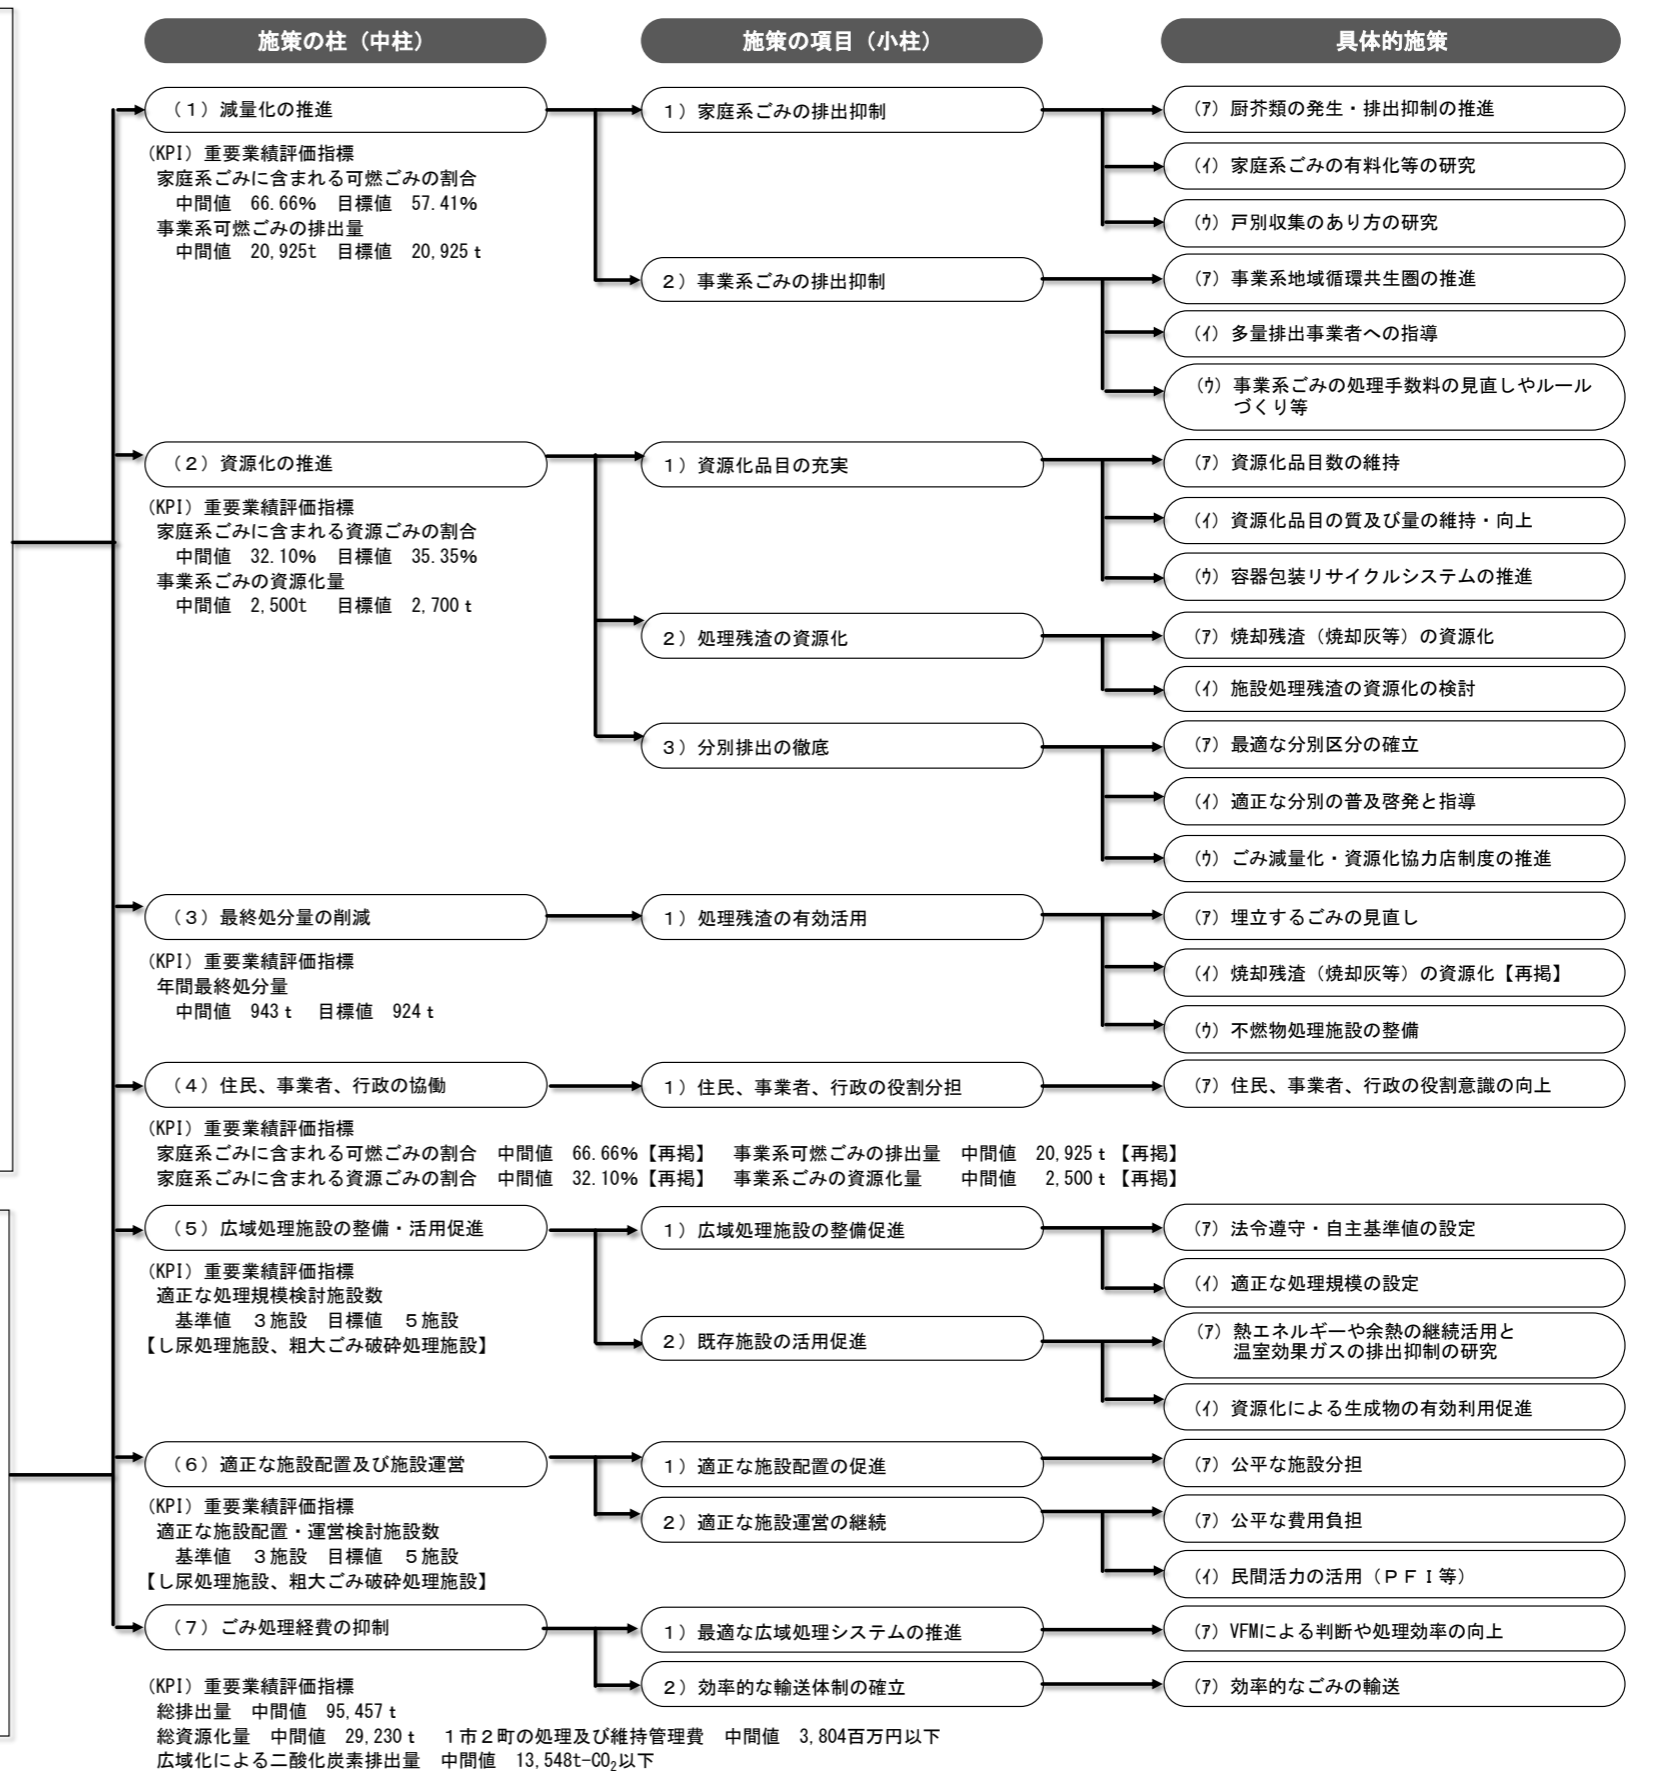 施策の柱（中柱）
施策の項目（小柱）
具体的施策
（１）減量化の推進
(KPI) 重要業績評価指標
家庭系ごみに含まれる可燃ごみの割合
中間値　66.66%　目標値　57.41%
事業系可燃ごみの排出量
中間値　20,925t　目標値　20,925ｔ
１）家庭系ごみの排出抑制
(ｱ) 厨芥類の発生・排出抑制の推進
(ｲ) 家庭系ごみの有料化等の研究
(ｳ) 戸別収集のあり方の研究
２）事業系ごみの排出抑制
(ｱ) 事業系地域循環共生圏の推進
(ｲ) 多量排出事業者への指導
(ｳ) 事業系ごみの処理手数料の見直しやルール
づくり等
（２）資源化の推進
(KPI) 重要業績評価指標
家庭系ごみに含まれる資源ごみの割合
中間値　32.10%　目標値　35.35%
事業系ごみの資源化量
中間値　2,500t　目標値　2,700ｔ
１）資源化品目の充実
(ｱ) 資源化品目数の維持
(ｲ) 資源化品目の質及び量の維持・向上
(ｳ) 容器包装リサイクルシステムの推進
２）処理残渣の資源化
(ｱ) 焼却残渣（焼却灰等）の資源化
(ｲ) 施設処理残渣の資源化の検討
３）分別排出の徹底
(ｱ) 最適な分別区分の確立
(ｲ) 適正な分別の普及啓発と指導
(ｳ) ごみ減量化・資源化協力店制度の推進
（３）最終処分量の削減
(KPI) 重要業績評価指標
年間最終処分量
中間値　943ｔ　目標値　924ｔ
１）処理残渣の有効活用
(ｱ) 埋立するごみの見直し
(ｲ) 焼却残渣（焼却灰等）の資源化【再掲】
(ｳ) 不燃物処理施設の整備
（４）住民、事業者、行政の協働
１）住民、事業者、行政の役割分担
(ｱ) 住民、事業者、行政の役割意識の向上
(KPI) 重要業績評価指標
家庭系ごみに含まれる可燃ごみの割合　中間値　66.66%【再掲】　事業系可燃ごみの排出量　中間値　20,925ｔ【再掲】
家庭系ごみに含まれる資源ごみの割合　中間値　32.10%【再掲】　事業系ごみの資源化量　　中間値　2,500ｔ【再掲】
（５）広域処理施設の整備・活用促進
(KPI) 重要業績評価指標
適正な処理規模検討施設数
基準値　３施設　目標値　５施設
【し尿処理施設、粗大ごみ破砕処理施設】
１）広域処理施設の整備促進
(ｱ) 法令遵守・自主基準値の設定
(ｲ) 適正な処理規模の設定
２）既存施設の活用促進
(ｱ) 熱エネルギーや余熱の継続活用と
温室効果ガスの排出抑制の研究
(ｲ) 資源化による生成物の有効利用促進
（６）適正な施設配置及び施設運営
(KPI) 重要業績評価指標
適正な施設配置・運営検討施設数
基準値　３施設　目標値　５施設
【し尿処理施設、粗大ごみ破砕処理施設】
１）適正な施設配置の促進
(ｱ) 公平な施設分担
２）適正な施設運営の継続
(ｱ) 公平な費用負担
(ｲ) 民間活力の活用（ＰＦＩ等）
（７）ごみ処理経費の抑制
１）最適な広域処理システムの推進
(ｱ) VFMによる判断や処理効率の向上
２）効率的な輸送体制の確立
(ｱ) 効率的なごみの輸送
(KPI) 重要業績評価指標
総排出量　中間値　95,457ｔ
総資源化量　中間値　29,230ｔ　１市２町の処理及び維持管理費　中間値　3,804百万円以下
広域化による二酸化炭素排出量　中間値　13,548t-CO₂以下